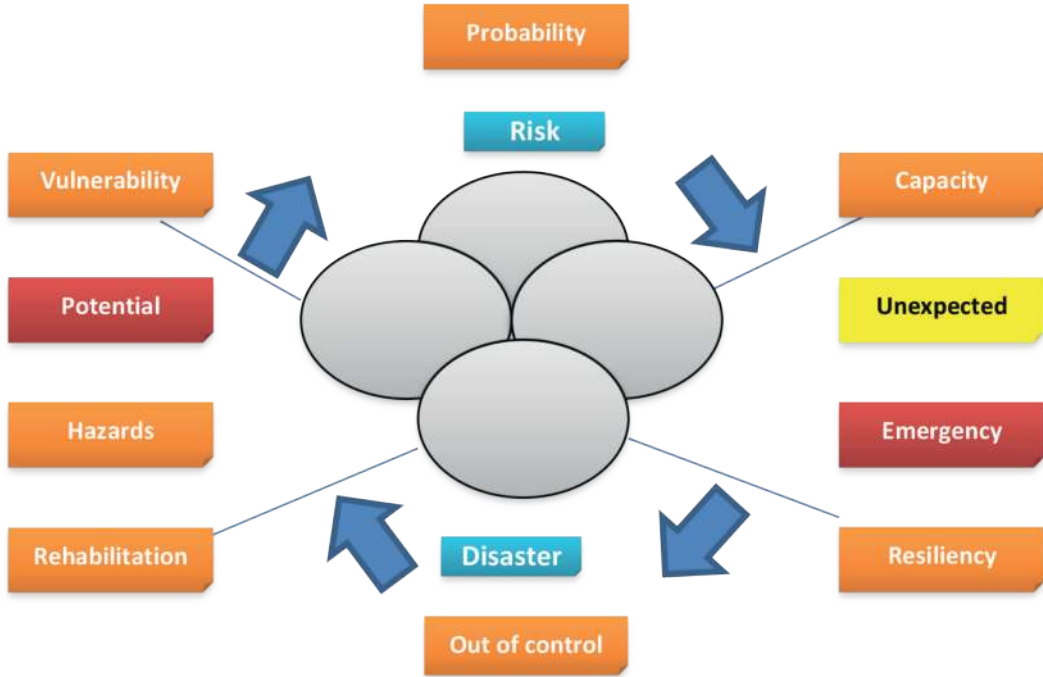 Probability
Risk
Vulnerability
Capacity
Potential
Unexpected
Hazards
Emergency
Rehabilitation
Disaster
Resiliency
Out of control